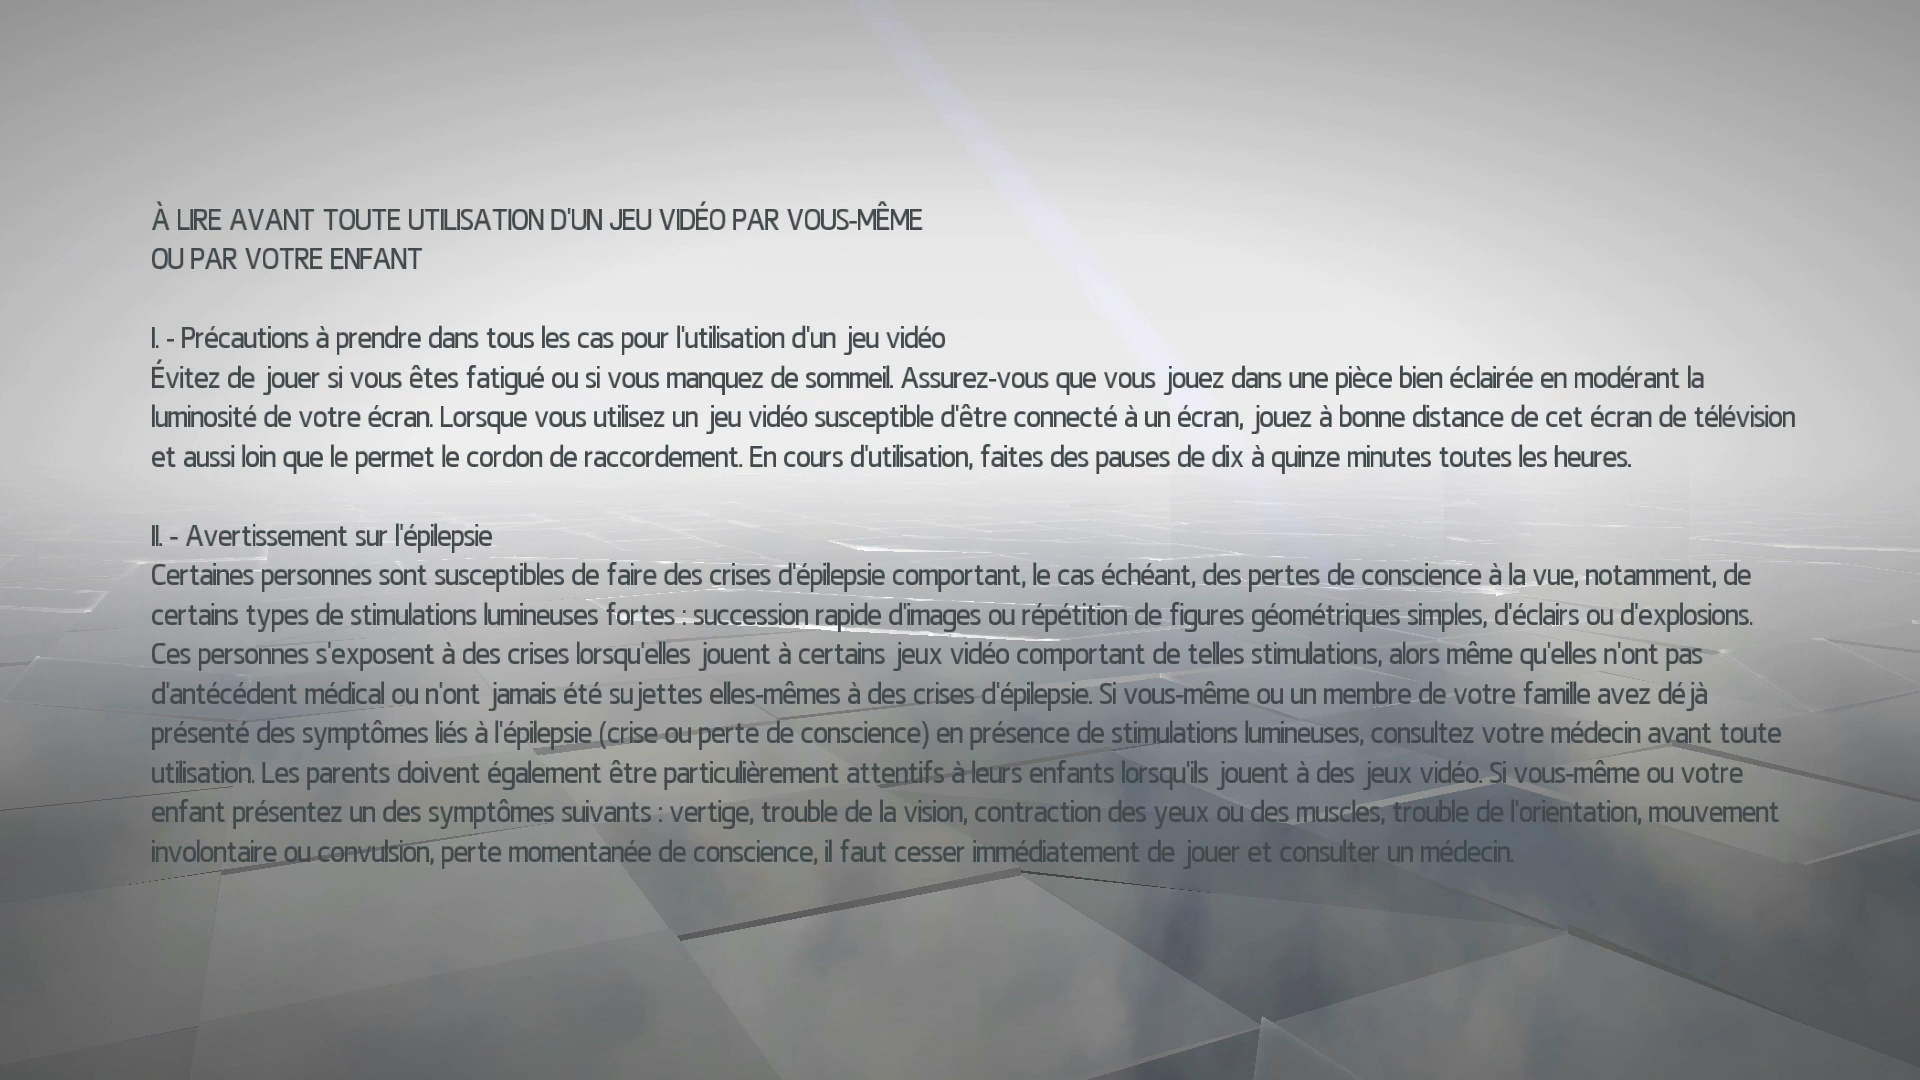 À LIRE AVANT TOUTE UTILISATION D'UN JEU VIDÉO PAR VOUS-MÊME
OU PAR VOTRE ENFANT
I. - Précautions à prendre dans tous les cas pour l'utilisation d'un jeu vidéo
Évitez de jouer si vous êtes fatigué ou si vous manquez de sommeil. Assurez-vous que vous jouez dans une pièce bien éclairée en modérant la
luminosité de votre écran. Lorsque vous utilisez un jeu vidéo susceptible d'être connecté à un écran, jouez à bonne distance de cet écran de télévision
et aussi loin que le permet le cordon de raccordement. En cours d'utilisation, faites des pauses de dix à quinze minutes toutes les heures.
II. - Avertissement sur l'épilepsie
Certaines personnes sont susceptibles de faire des crises d'épilepsie comportant, le cas échéant, des pertes de conscience à la vue, notamment, de
certains types de stimulations lumineuses fortes : succession rapide d'images ou répétition de figures géométriques simples, d'éclairs ou d'explosions.
Ces personnes s'exposent à des crises lorsqu'elles jouent à certains jeux vidéo comportant de telles stimulations, alors même qu'elles n'ont pas
d'antécédent médical ou n'ont jamais été sujettes elles-mêmes à des crises d'épilepsie. Si vous-même ou un membre de votre famille avez déjà
présenté des symptômes liés à l'épilepsie (crise ou perte de conscience) en présence de stimulations lumineuses, consultez votre médecin avant toute
utilisation. Les parents doivent également être particulièrement attentifs à leurs enfants lorsqu'ils jouent à des jeux vidéo. Si vous-même ou votre
enfant présentez un des symptômes suivants : vertige, trouble de la vision, contraction des yeux ou des muscles, trouble de l'orientation, mouvement
involontaire ou convulsion, perte momentanée de conscience, il faut cesser immédiatement de jouer et consulter un médecin.